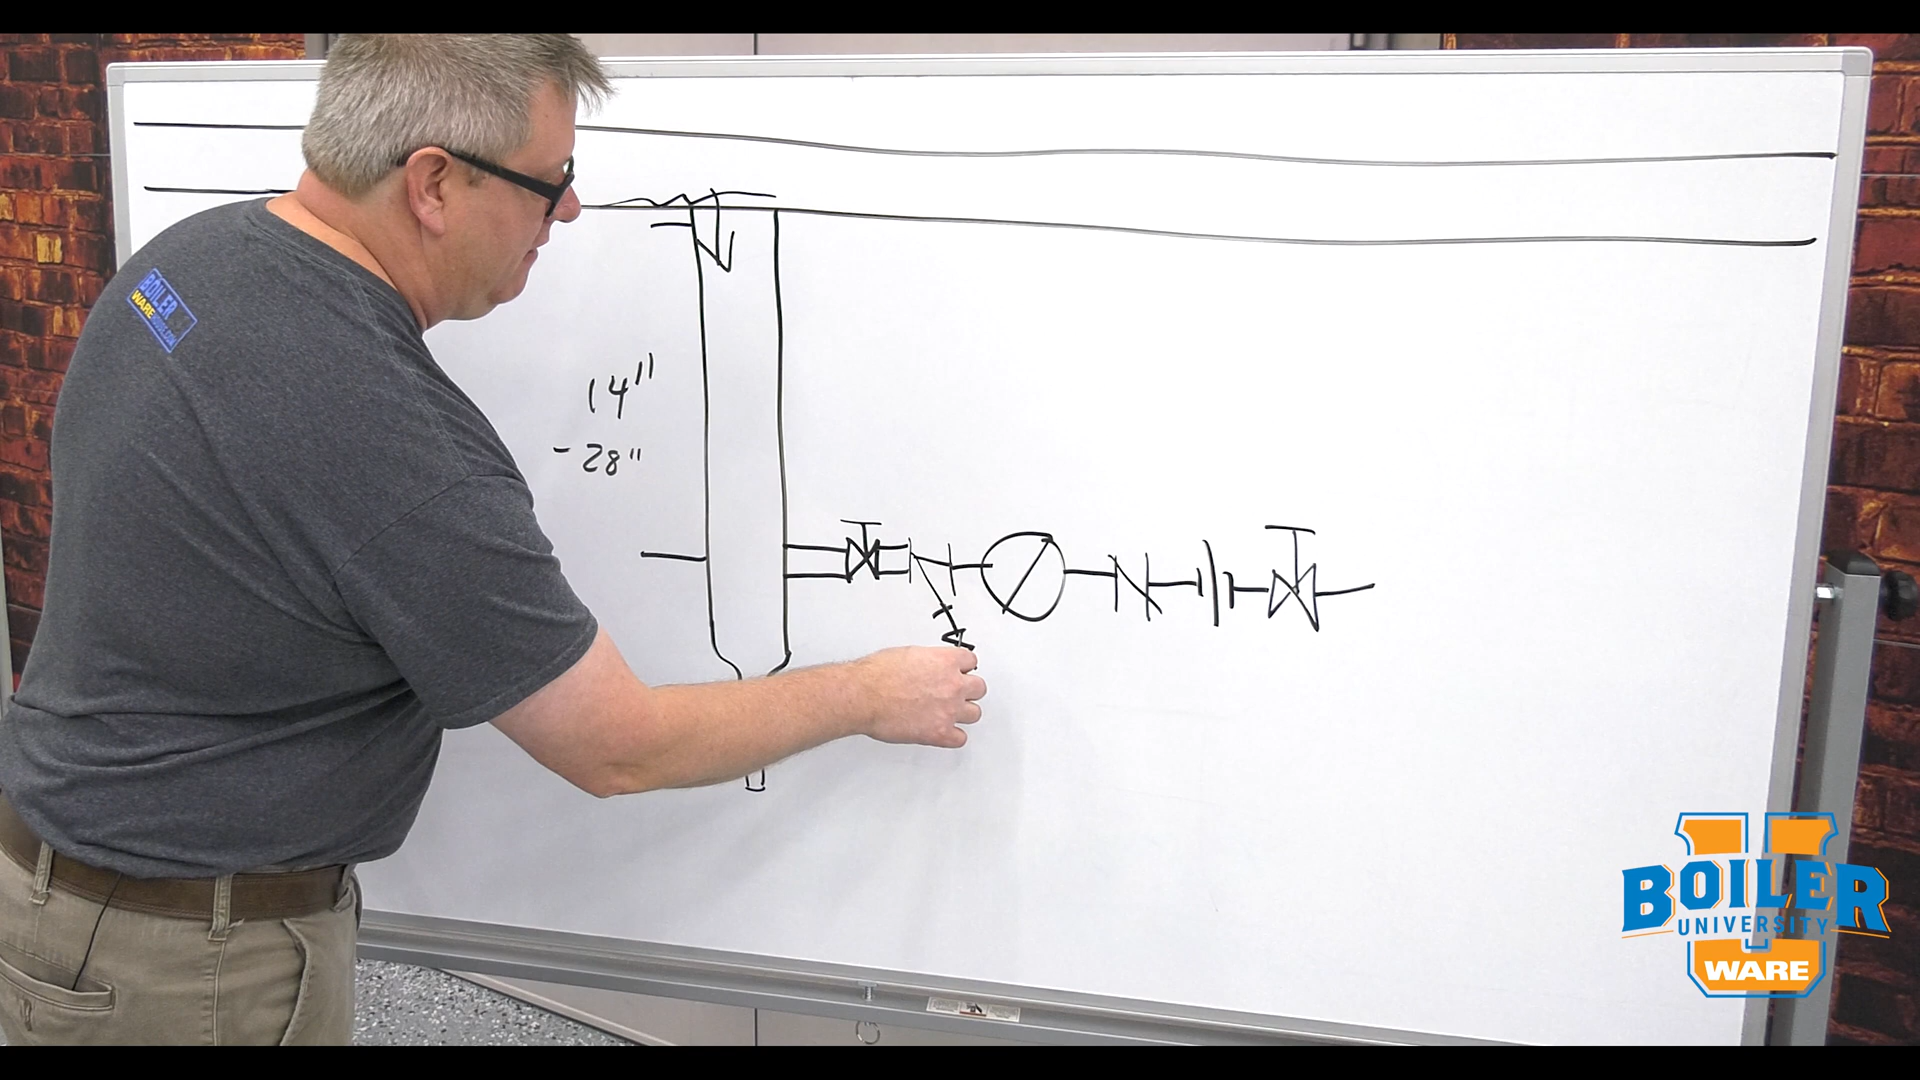 14"
- 28"
BOILER
WARE
BOILER
UNIVERSITY
WARE